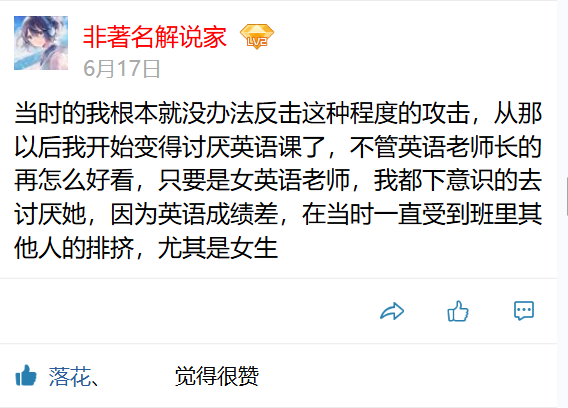 非著名解说家 LV2
6月17日
当时的我根本就没办法反击这种程度的攻击，从那
以后我开始变得讨厌英语课了，不管英语老师长的
再怎么好看，只要是女英语老师，我都下意识的去
讨厌她，因为英语成绩差，在当时一直受到班里其
他人的排挤，尤其是女生
落花、 觉得很赞